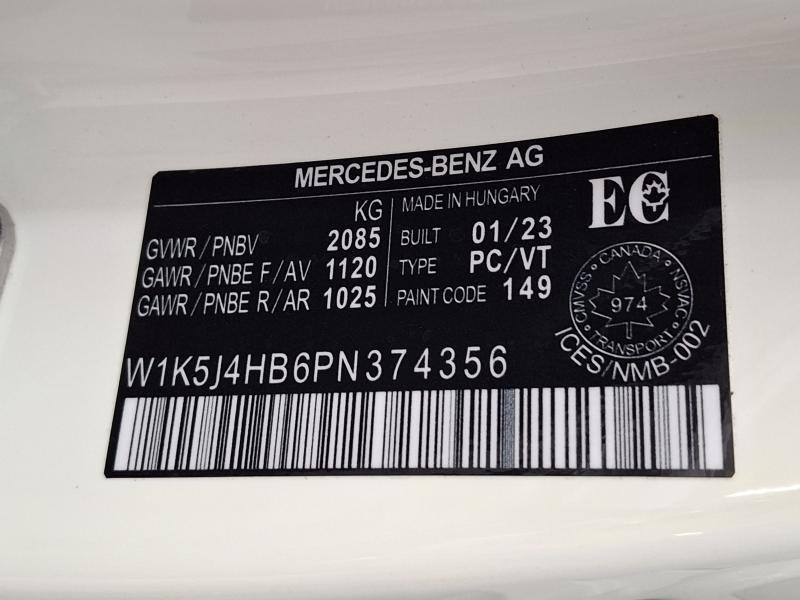 MERCEDES-BENZ AG
KG
GVWR / PNBV 2085
GAWR / PNBE F / AV 1120
GAWR / PNBE R / AR 1025
MADE IN HUNGARY
BUILT 01/23
TYPE PC/VT
PAINT CODE 149
EC
CANADA
CMVSS NSVAC
974
TRANSPORT
ICES/NMB-002
W1K5J4HB6PN374356